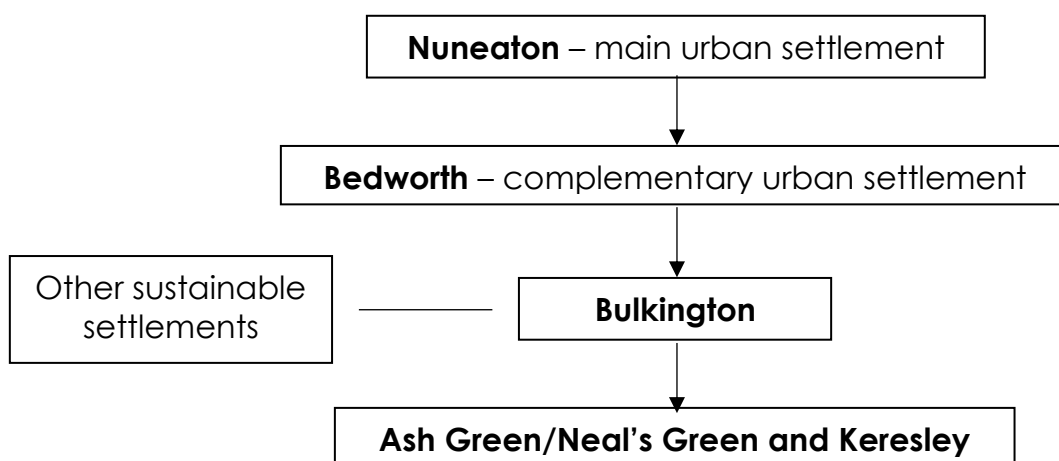 Nuneaton – main urban settlement
Bedworth – complementary urban settlement
Other sustainable
settlements
Bulkington
Ash Green/Neal’s Green and Keresley